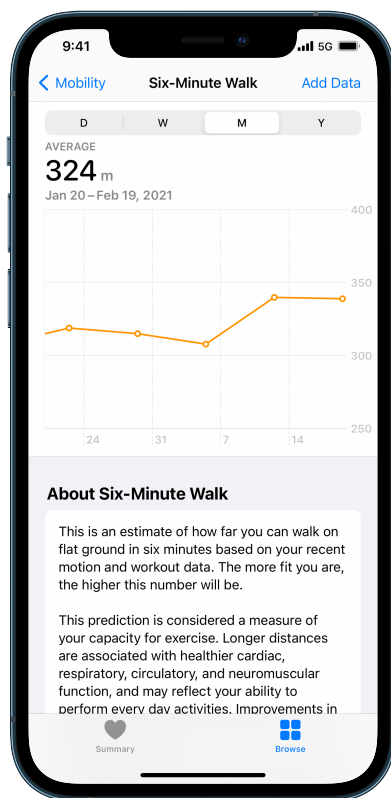 9:41 5G
Mobility Six-Minute Walk Add Data
D W M Y
AVERAGE
324 m
Jan 20–Feb 19, 2021
400
350
300
250
24 31 7 14
About Six-Minute Walk
This is an estimate of how far you can walk on
flat ground in six minutes based on your recent
motion and workout data. The more fit you are,
the higher this number will be.
This prediction is considered a measure of
your capacity for exercise. Longer distances
are associated with healthier cardiac,
respiratory, circulatory, and neuromuscular
function, and may reflect your ability to
perform every day activities. Improvements in
Summary Browse